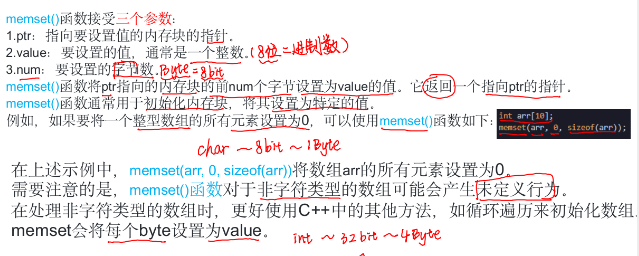 memset()函数接受三个参数:
1.ptr: 指向要设置值的内存块的指针。
2.value: 要设置的值，通常是一个整数。(8位二进制数)
3.num: 要设置的字节数. Byte = 8bit
memset()函数将ptr指向的内存块的前num个字节设置为value的值。它返回一个指向ptr的指针。
memset()函数通常用于初始化内存块，将其设置为特定的值。
例如，如果要将一个整型数组的所有元素设置为0，可以使用memset()函数如下:
int arr[10];
memset(arr, 0, sizeof(arr));
char ~ 8bit ~ 1Byte
在上述示例中，memset(arr, 0, sizeof(arr))将数组arr的所有元素设置为0。
需要注意的是，memset()函数对于非字符类型的数组可能会产生未定义行为。
在处理非字符类型的数组时，更好使用C++中的其他方法，如循环遍历来初始化数组.
memset会将每个byte设置为value。
int ~ 32bit ~ 4Byte